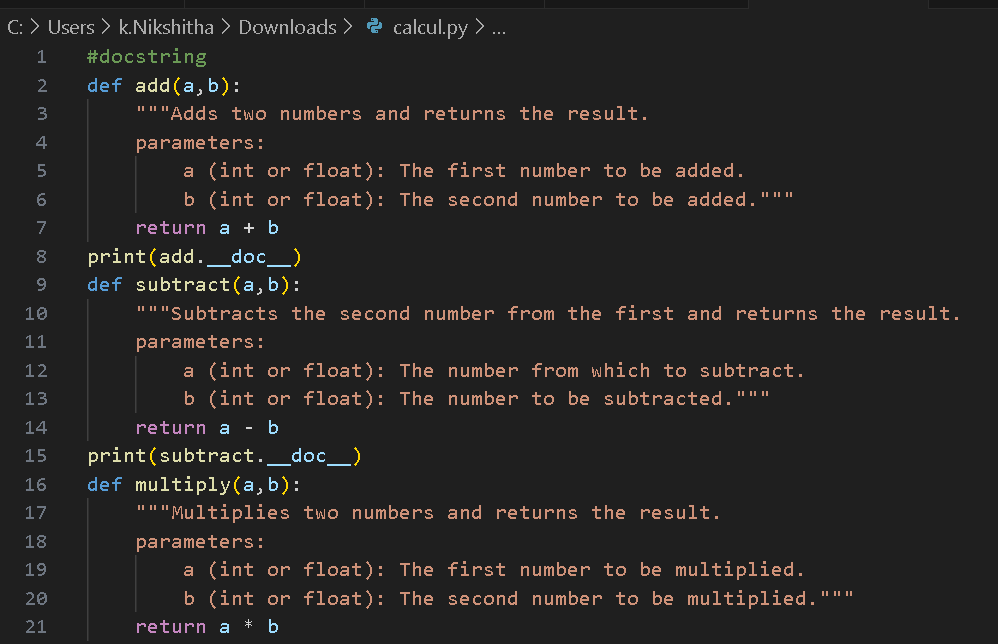 C: > Users > k.Nikshitha > Downloads > calcul.py > ...
1 #docstring
2 def add(a,b):
3     """Adds two numbers and returns the result.
4     parameters:
5         a (int or float): The first number to be added.
6         b (int or float): The second number to be added."""
7     return a + b
8 print(add.__doc__)
9 def subtract(a,b):
10     """Subtracts the second number from the first and returns the result.
11     parameters:
12         a (int or float): The number from which to subtract.
13         b (int or float): The number to be subtracted."""
14     return a - b
15 print(subtract.__doc__)
16 def multiply(a,b):
17     """Multiplies two numbers and returns the result.
18     parameters:
19         a (int or float): The first number to be multiplied.
20         b (int or float): The second number to be multiplied."""
21     return a * b